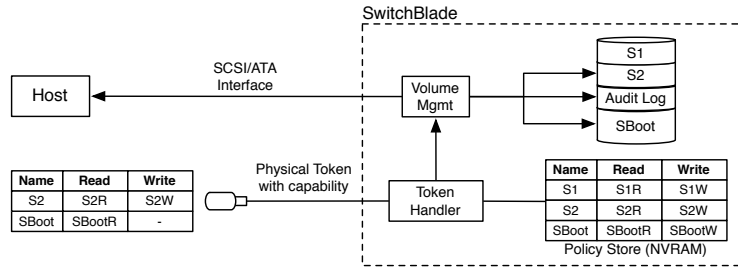 SwitchBlade
S1
S2
Audit Log
SBoot
SCSI/ATA
Interface
Host
Volume
Mgmt
Physical Token
with capability
Token
Handler
Name Read Write
S2 S2R S2W
SBoot SBootR -
Name Read Write
S1 S1R S1W
S2 S2R S2W
SBoot SBootR SBootW
Policy Store (NVRAM)